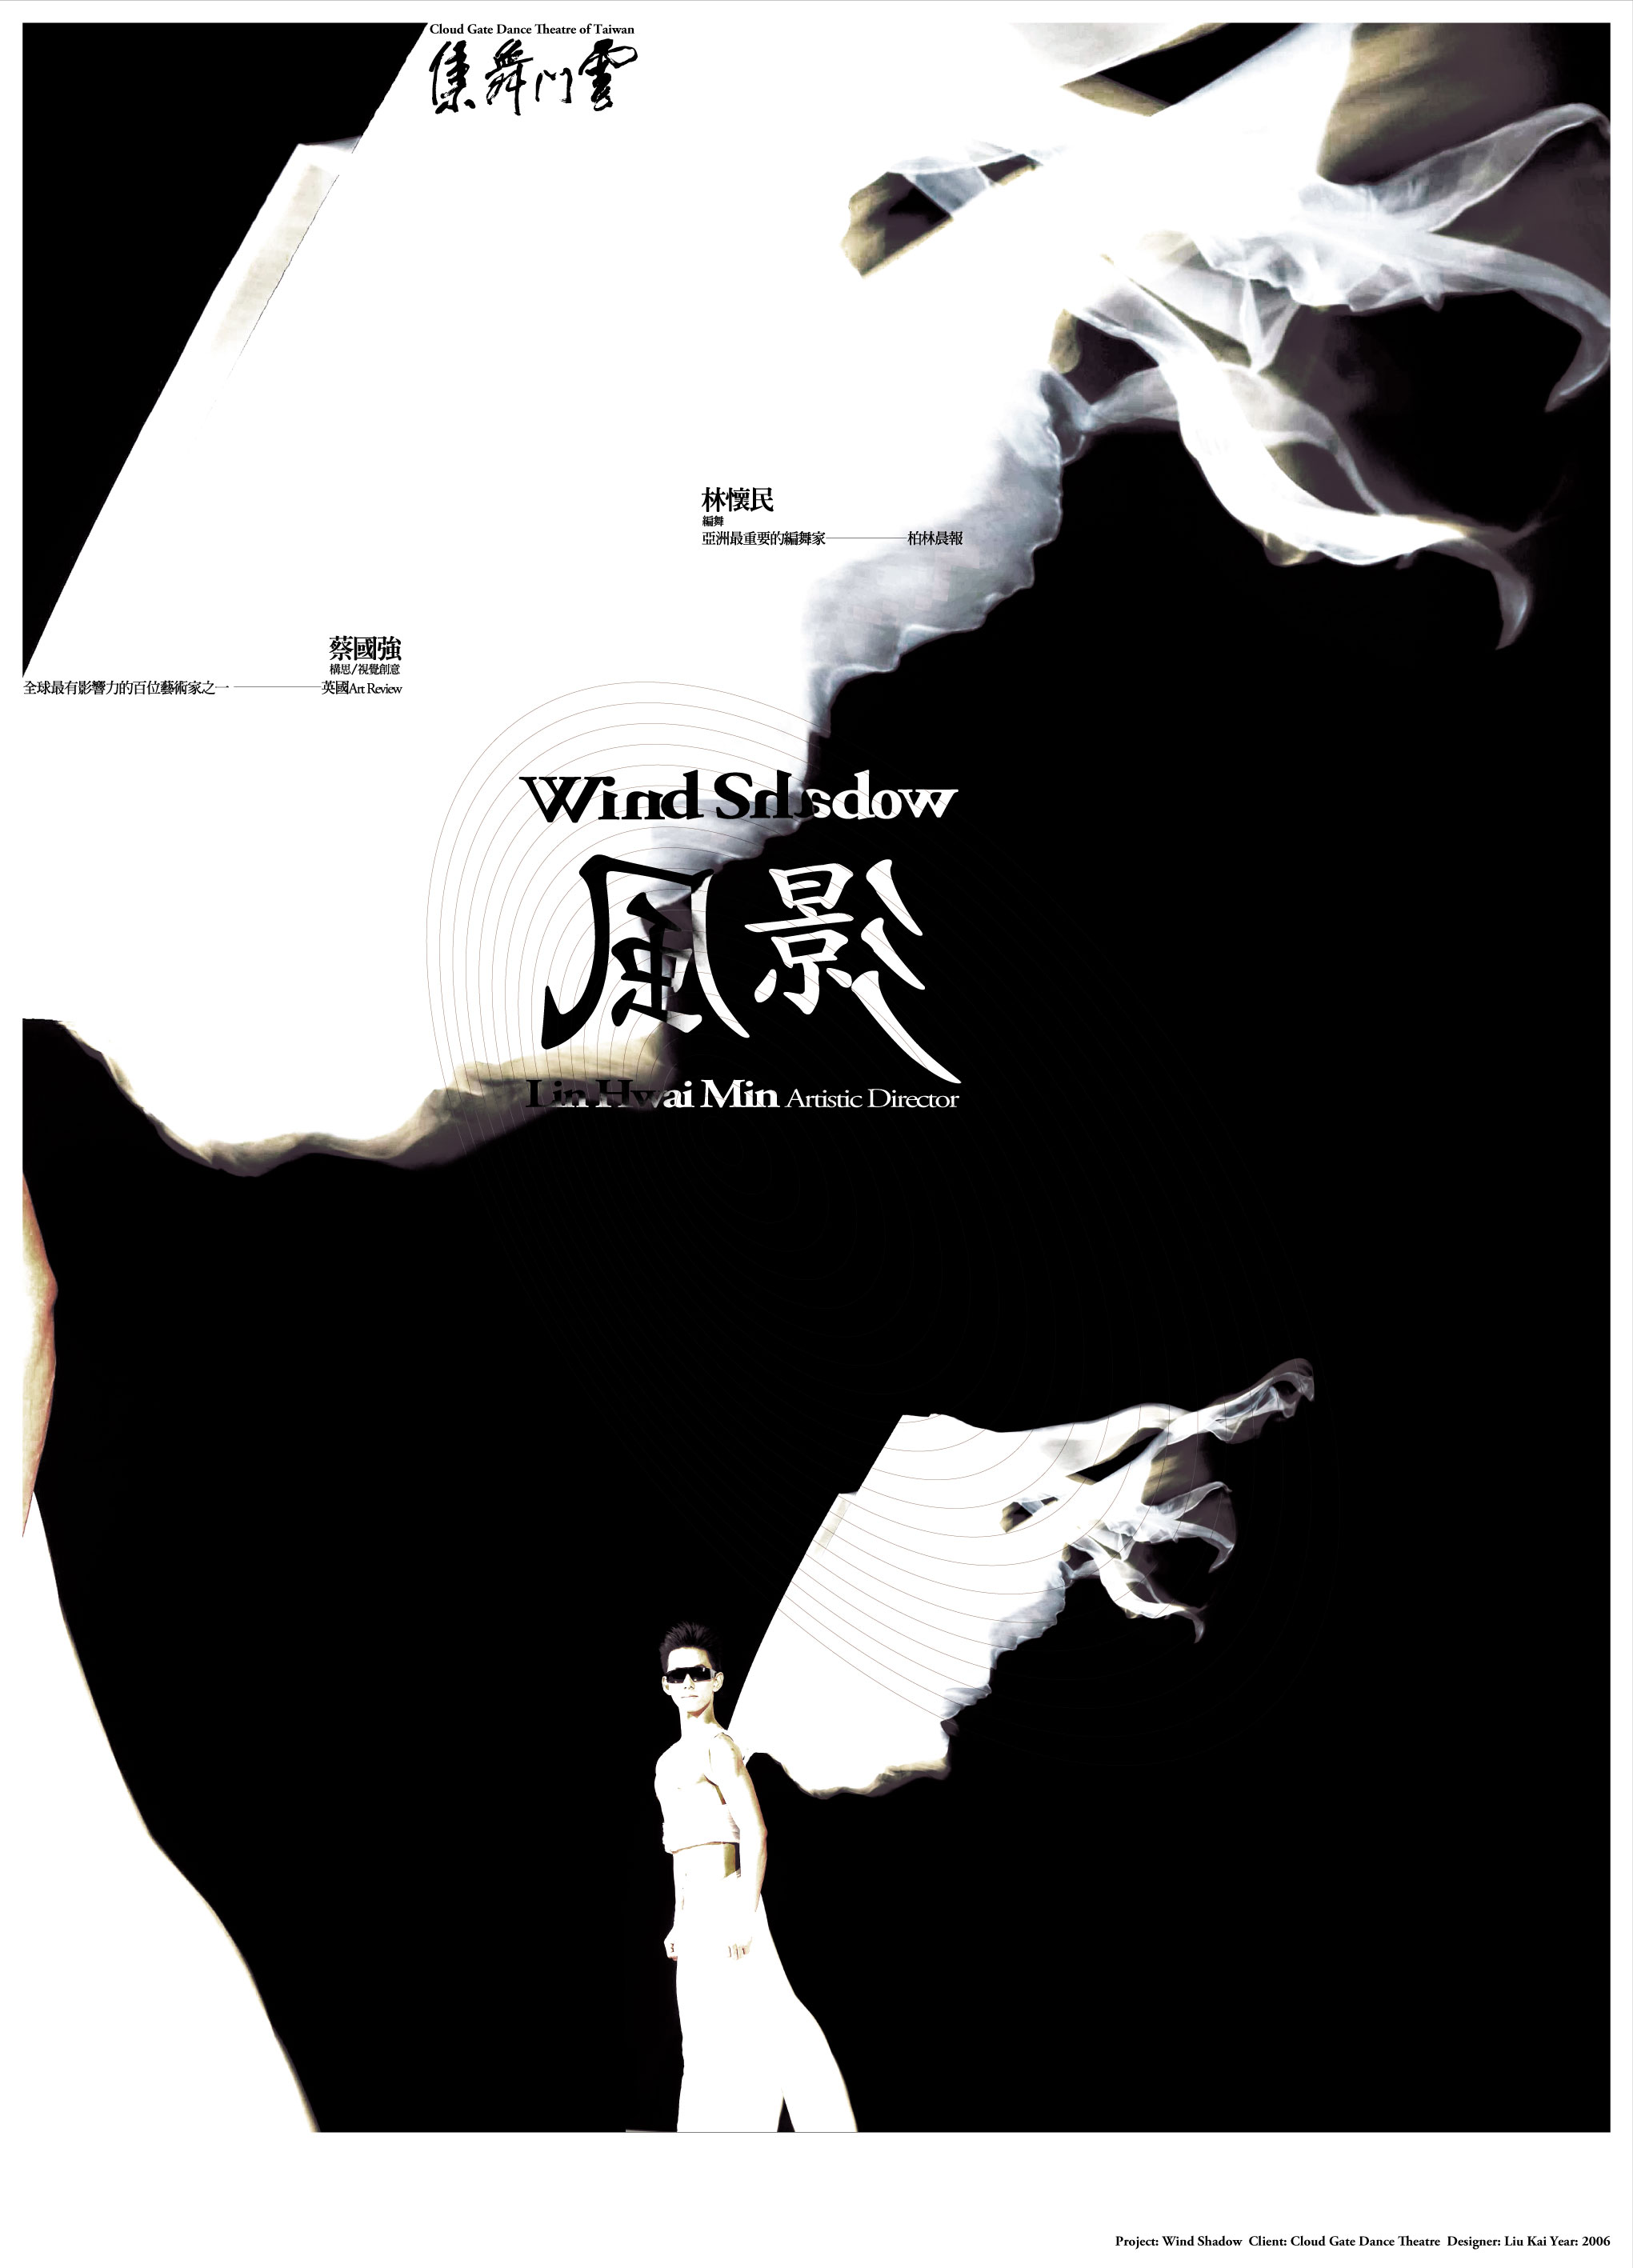 Cloud Gate Dance Theatre of Taiwan
集舞門雲
林懷民
編舞
亞洲最重要的編舞家————柏林晨報
蔡國強
構思/視覺創意
全球最有影響力的百位藝術家之一————英國Art Review
Wind Shadow
風影
Lin Hwai Min Artistic Director
Project: Wind Shadow Client: Cloud Gate Dance Theatre Designer: Liu Kai Year: 2006